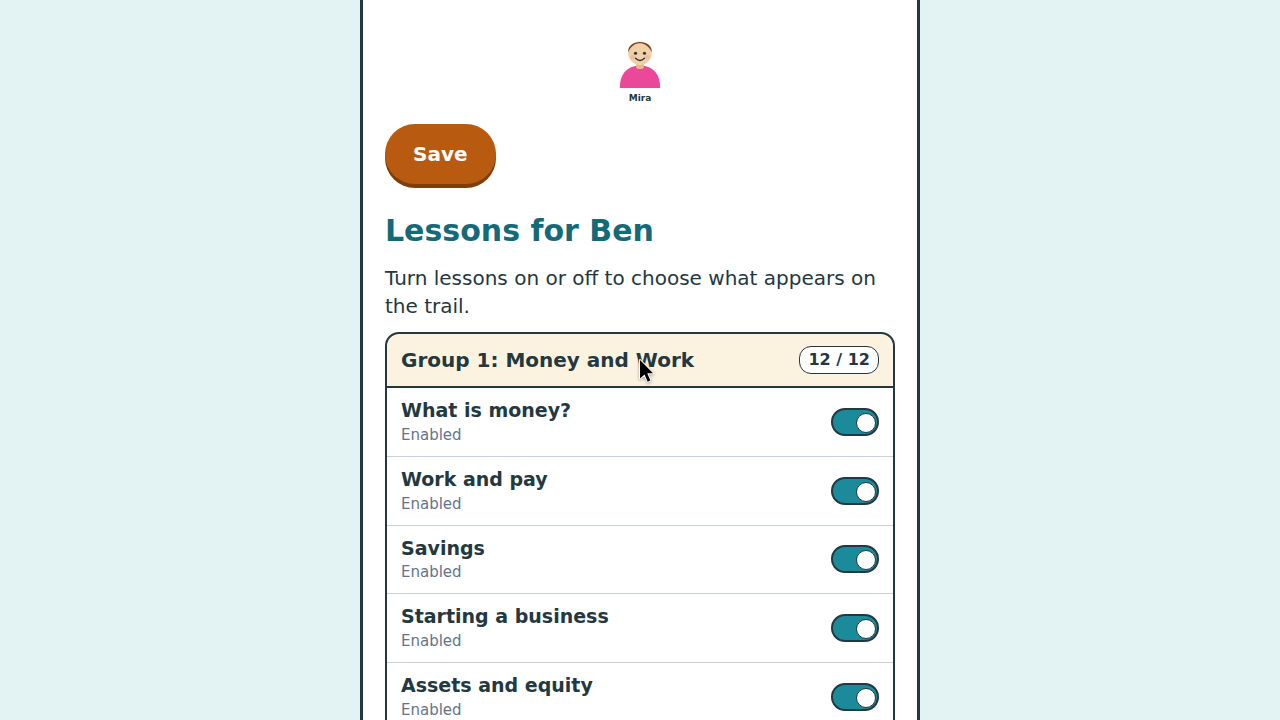 Mira
Save
Lessons for Ben
Turn lessons on or off to choose what appears on
the trail.
Group 1: Money and Work
12 / 12
What is money?
Enabled
Work and pay
Enabled
Savings
Enabled
Starting a business
Enabled
Assets and equity
Enabled